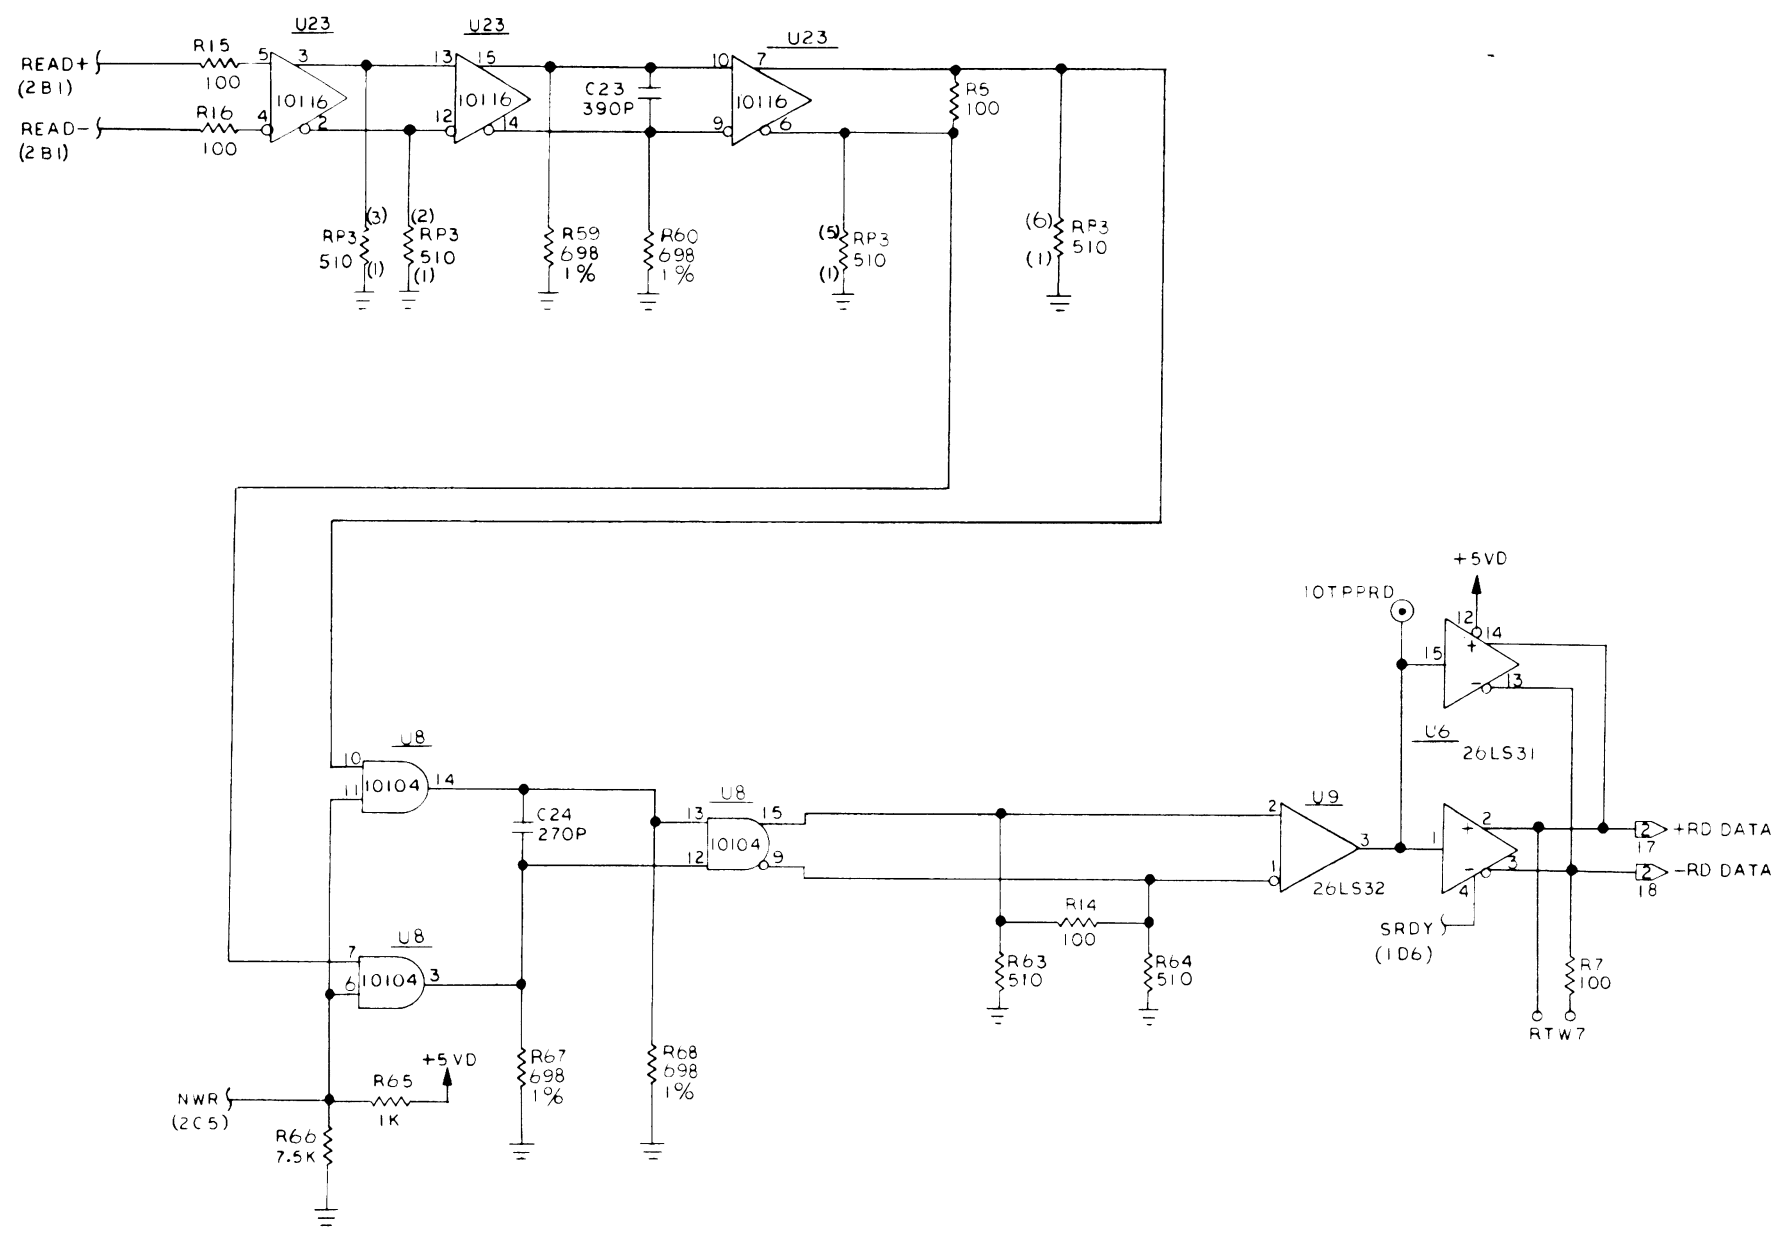 U23
U23
U23
READ+
(2B1)
R15
100
5
3
10116
13
15
10116
C23
390P
10
7
10116
R5
100
READ-
(2B1)
R16
100
4
2
12
14
9
6
(3)
RP3
510
(1)
(2)
RP3
510
(1)
R59
698
1%
R60
698
1%
(5)
RP3
510
(1)
(6)
RP3
510
(1)
+5VD
10TPPRD
12
14
15
+
-
13
U6
26LS31
U8
10
11
10104
14
C24
270P
U8
13
12
10104
15
9
U9
2
1
3
26LS32
1
+
2
-
3
4
2
+RD DATA
17
2
-RD DATA
18
SRDY
(1D6)
R14
100
R63
510
R64
510
R7
100
RTW7
U8
7
6
10104
3
R67
698
1%
R68
698
1%
+5VD
R65
1K
NWR
(2C5)
R66
7.5K